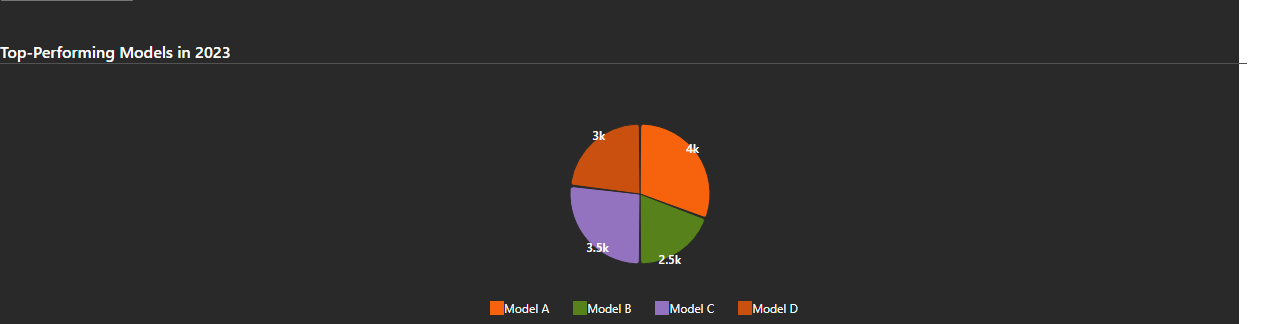 Top-Performing Models in 2023
3k
4k
3.5k
2.5k
Model A
Model B
Model C
Model D